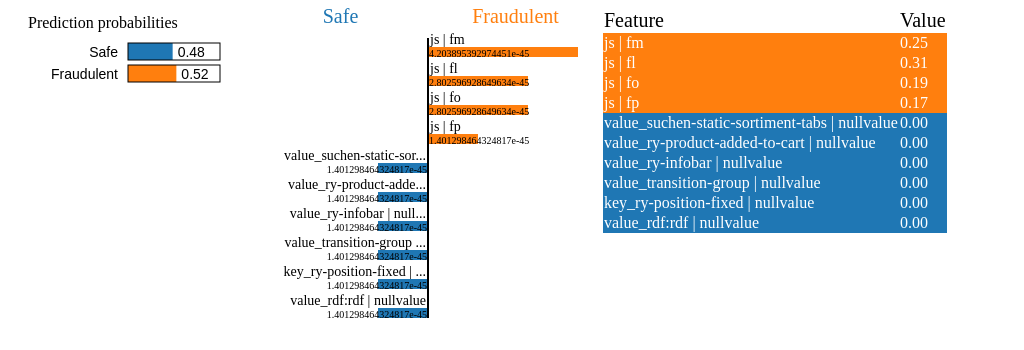 Prediction probabilities
Safe 0.48
Fraudulent 0.52
Safe Fraudulent
js | fm
4.203895392974451e-45
js | fl
2.802596928649634e-45
js | fo
2.802596928649634e-45
js | fp
1.401298464324817e-45
value_suchen-static-sor...
1.401298464324817e-45
value_ry-product-adde...
1.401298464324817e-45
value_ry-infobar | null...
1.401298464324817e-45
value_transition-group ...
1.401298464324817e-45
key_ry-position-fixed | ...
1.401298464324817e-45
value_rdf:rdf | nullvalue
1.401298464324817e-45
Feature Value
js | fm 0.25
js | fl 0.31
js | fo 0.19
js | fp 0.17
value_suchen-static-sortiment-tabs | nullvalue 0.00
value_ry-product-added-to-cart | nullvalue 0.00
value_ry-infobar | nullvalue 0.00
value_transition-group | nullvalue 0.00
key_ry-position-fixed | nullvalue 0.00
value_rdf:rdf | nullvalue 0.00